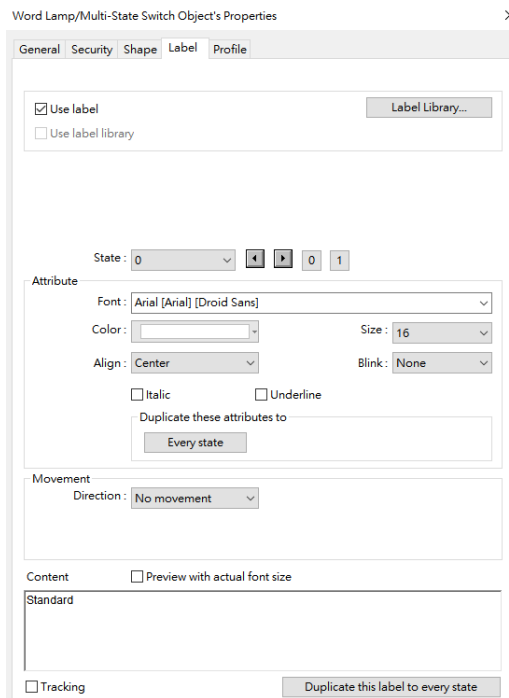 Word Lamp/Multi-State Switch Object's Properties
General Security Shape Label Profile
Use label
Label Library...
Use label library
State : 0 0 1
Attribute
Font : Arial [Arial] [Droid Sans]
Color : Size : 16
Align : Center Blink : None
Italic Underline
Duplicate these attributes to
Every state
Movement
Direction : No movement
Content Preview with actual font size
Standard
Tracking Duplicate this label to every state